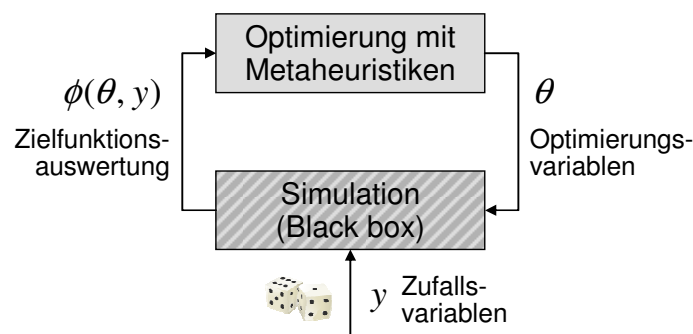 Optimierung mit
Metaheuristiken
ϕ(θ, y)
Zielfunktions-
auswertung
θ
Optimierungs-
variablen
Simulation
(Black box)
y Zufalls-
variablen